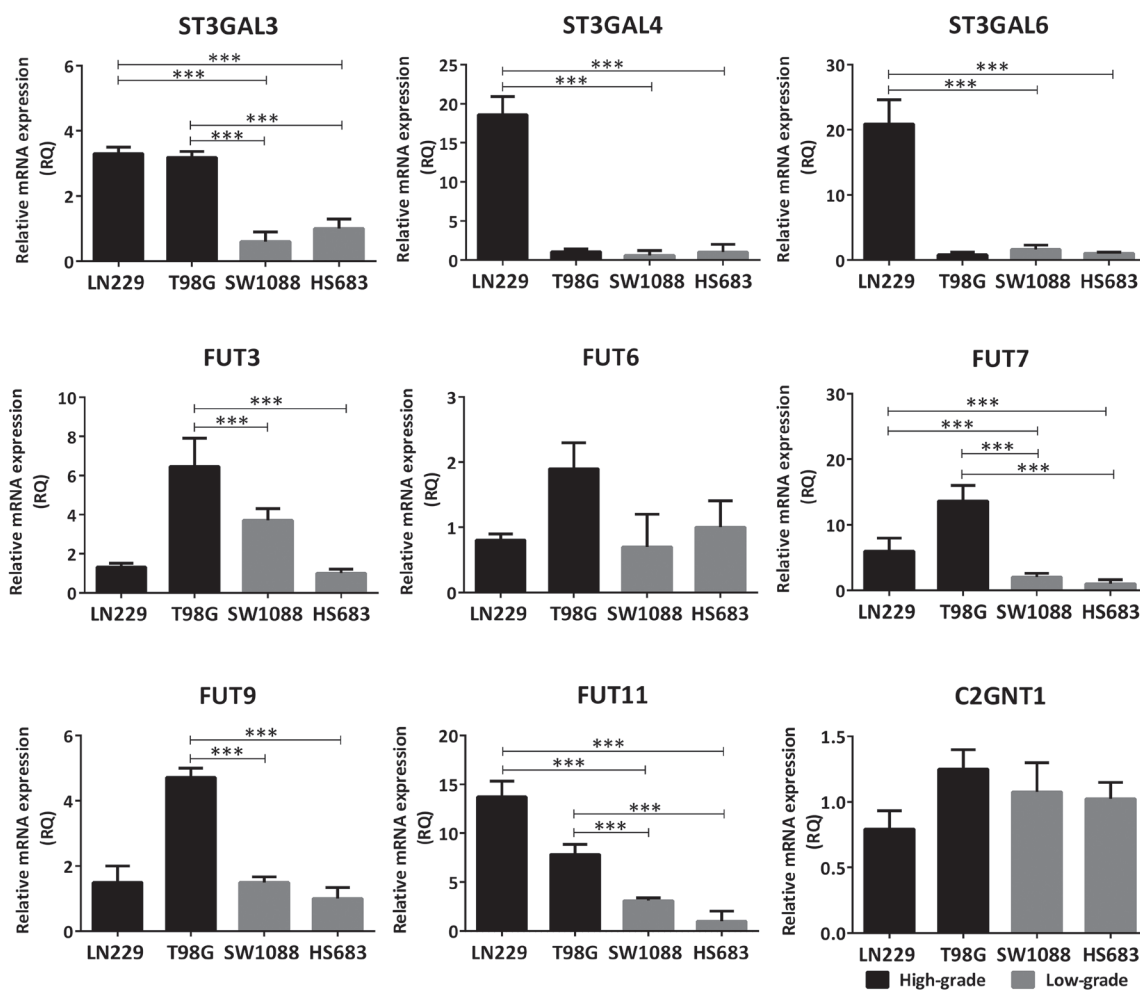 ST3GAL3
Relative mRNA expression
(RQ)
6
4
2
0
***
***
***
***
LN229 T98G SW1088 HS683
ST3GAL4
Relative mRNA expression
(RQ)
25
20
15
10
5
0
***
***
LN229 T98G SW1088 HS683
ST3GAL6
Relative mRNA expression
(RQ)
30
20
10
0
***
***
LN229 T98G SW1088 HS683
FUT3
Relative mRNA expression
(RQ)
10
8
6
4
2
0
***
***
LN229 T98G SW1088 HS683
FUT6
Relative mRNA expression
(RQ)
3
2
1
0
LN229 T98G SW1088 HS683
FUT7
Relative mRNA expression
(RQ)
30
20
10
0
***
***
***
***
LN229 T98G SW1088 HS683
FUT9
Relative mRNA expression
(RQ)
6
4
2
0
***
***
LN229 T98G SW1088 HS683
FUT11
Relative mRNA expression
(RQ)
20
15
10
5
0
***
***
***
***
LN229 T98G SW1088 HS683
C2GNT1
Relative mRNA expression
(RQ)
1.5
1.0
0.5
0.0
LN229 T98G SW1088 HS683
High-grade Low-grade